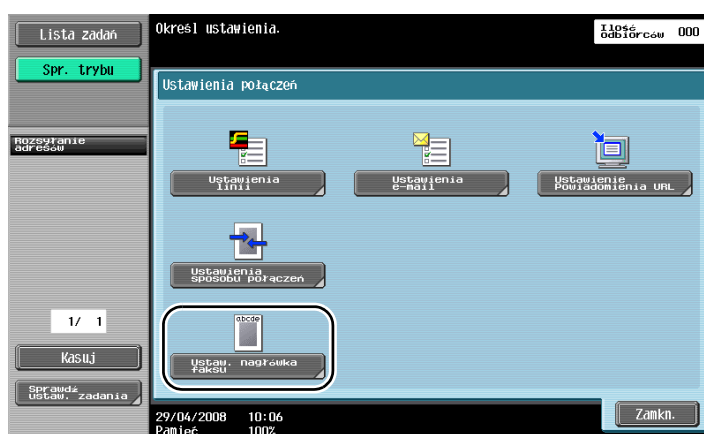 Lista zadań
Określ ustawienia.
Ilość
odbiorców
000
Spr. trybu
Ustawienia połączeń
Rozsyłanie
adresów
Ustawienia
linii
Ustawienia
e-mail
Ustawienie
Powiadomienia URL
Ustawienia
sposobu połączeń
abcde
Ustaw. nagłówka
faksu
1/ 1
Kasuj
Sprawdź
ustaw. zadania
29/04/2008 10:06
Pamięć 100%
Zamkn.